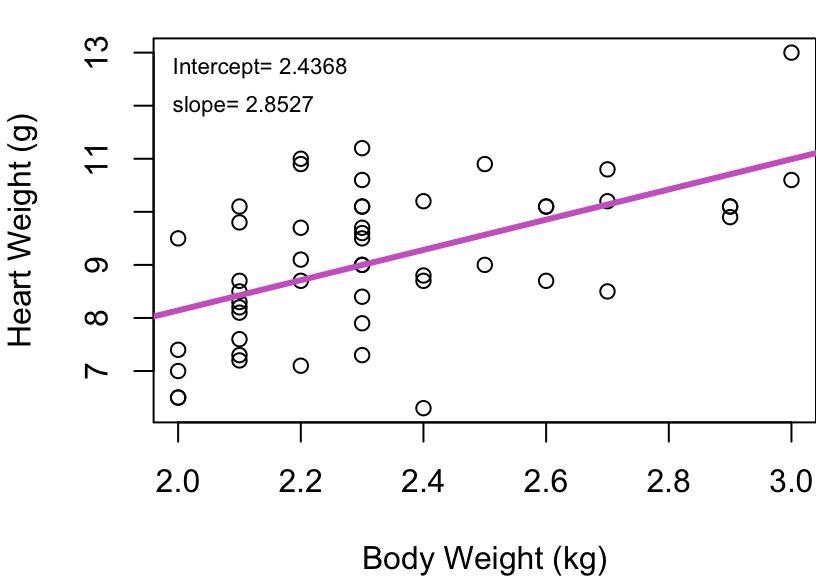 Intercept= 2.4368
slope= 2.8527
Heart Weight (g)
13
11
9
8
7
2.0 2.2 2.4 2.6 2.8 3.0
Body Weight (kg)